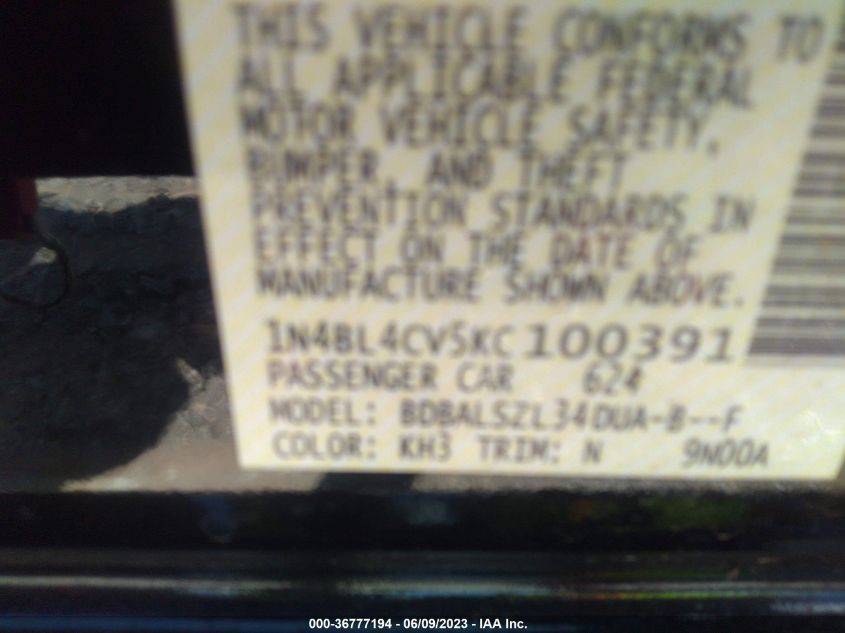 THIS VEHICLE CONFORMS TO
ALL APPLICABLE FEDERAL
MOTOR VEHICLE SAFETY,
BUMPER, AND THEFT
PREVENTION STANDARDS IN
EFFECT ON THE DATE OF
MANUFACTURE SHOWN ABOVE.
1N4BL4CV5KC100391
PASSENGER CAR 624
MODEL: BDBALSZL34DUA-B--F
COLOR: KH3 TRIM: N 9N00A
000-36777194 - 06/09/2023 - IAA Inc.